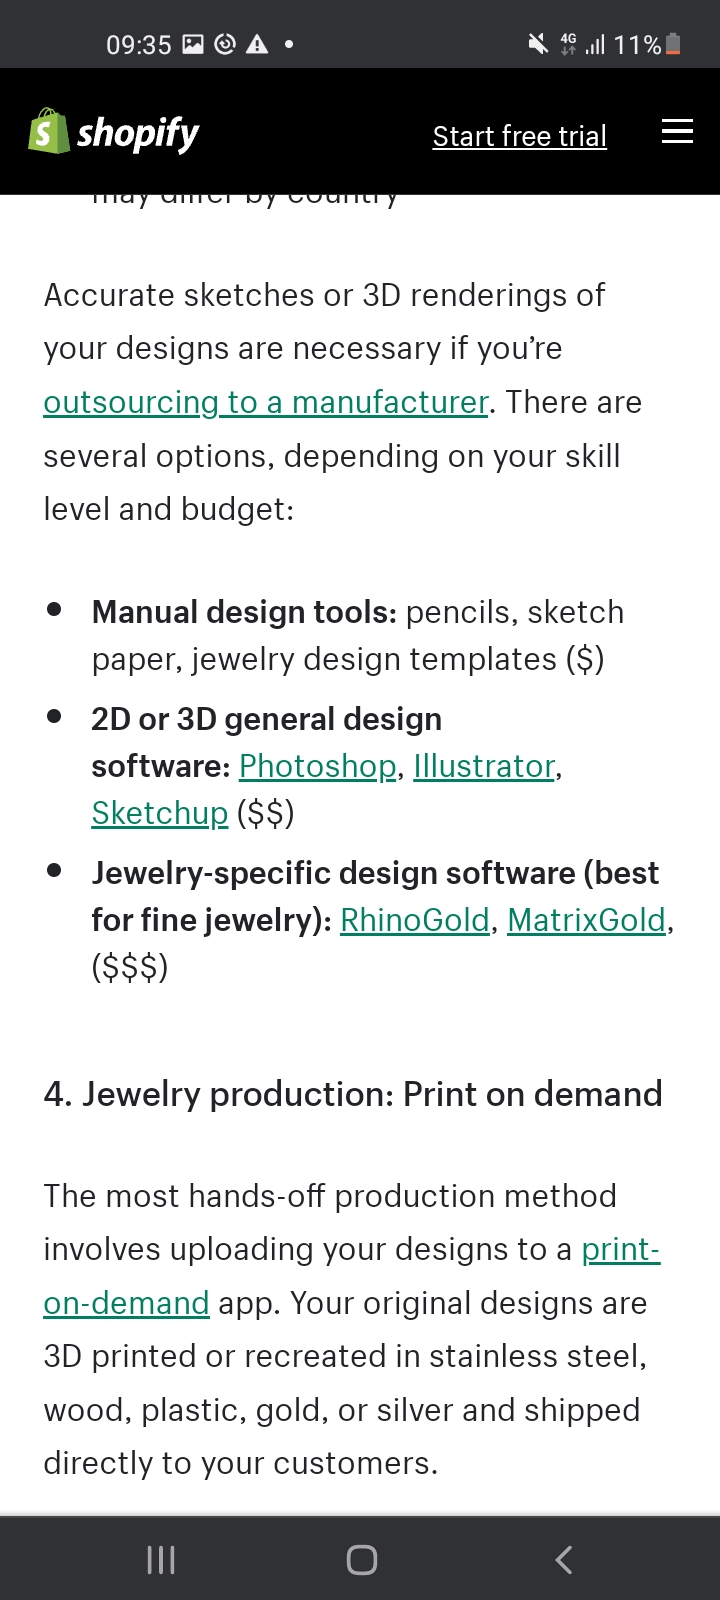 09:35 4G 11%
shopify Start free trial
may differ by country
Accurate sketches or 3D renderings of
your designs are necessary if you’re
outsourcing to a manufacturer. There are
several options, depending on your skill
level and budget:
Manual design tools: pencils, sketch
paper, jewelry design templates ($)
2D or 3D general design
software: Photoshop, Illustrator,
Sketchup ($$)
Jewelry-specific design software (best
for fine jewelry): RhinoGold, MatrixGold,
($$$)
4. Jewelry production: Print on demand
The most hands-off production method
involves uploading your designs to a print-
on-demand app. Your original designs are
3D printed or recreated in stainless steel,
wood, plastic, gold, or silver and shipped
directly to your customers.